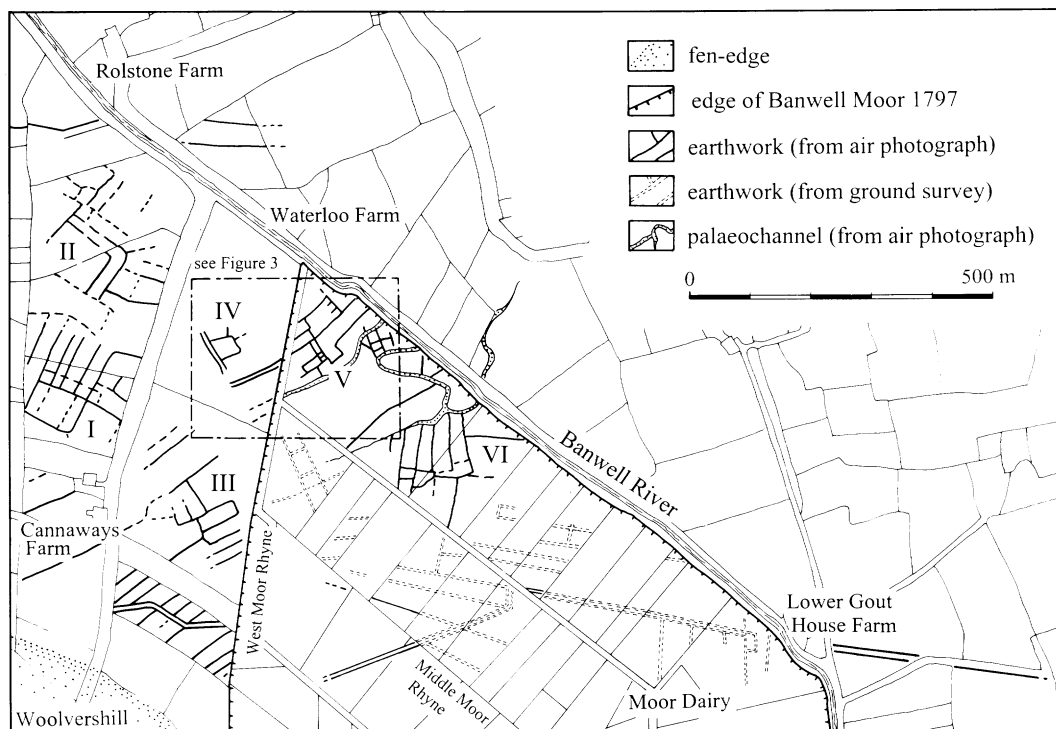 Rolstone Farm
fen-edge
edge of Banwell Moor 1797
earthwork (from air photograph)
earthwork (from ground survey)
palaeochannel (from air photograph)
0 500 m
Waterloo Farm
II
see Figure 3
IV
V
I
VI
Banwell River
III
Cannaways
Farm
West Moor Rhyne
Middle Moor
Rhyne
Lower Gout
House Farm
Moor Dairy
Woolvershill